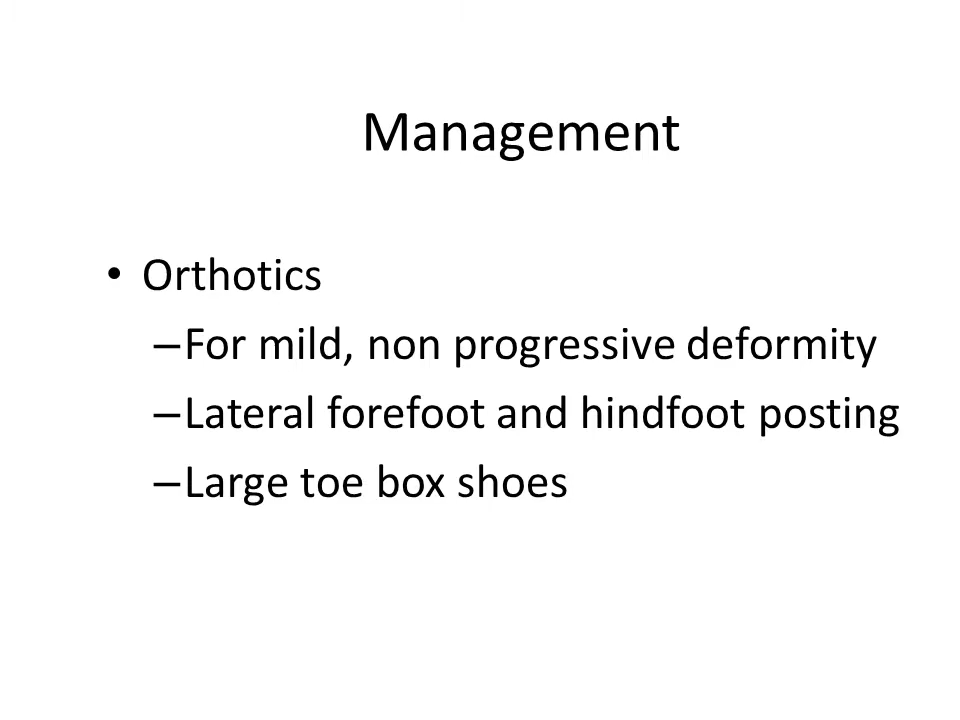 Management
• Orthotics
–For mild, non progressive deformity
–Lateral forefoot and hindfoot posting
–Large toe box shoes